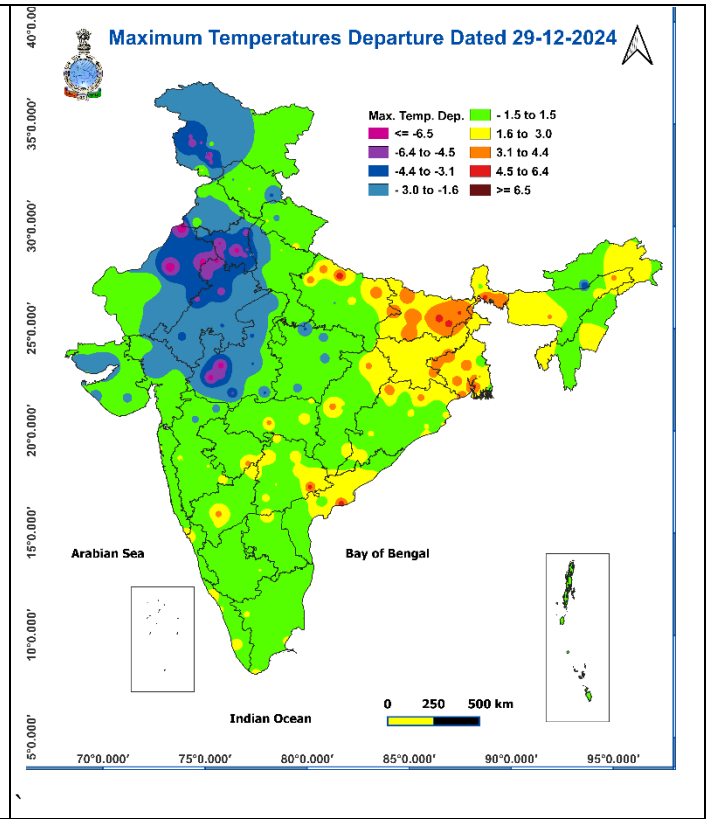 Maximum Temperatures Departure Dated 29-12-2024
Max. Temp. Dep.
<= -6.5
-6.4 to -4.5
-4.4 to -3.1
- 3.0 to -1.6
- 1.5 to 1.5
1.6 to 3.0
3.1 to 4.4
4.5 to 6.4
>= 6.5
40°0.000'
35°0.000'
30°0.000'
25°0.000'
20°0.000'
15°0.000'
10°0.000'
5°0.000'
Arabian Sea
Bay of Bengal
Indian Ocean
0 250 500 km
70°0.000' 75°0.000' 80°0.000' 85°0.000' 90°0.000' 95°0.000'
`